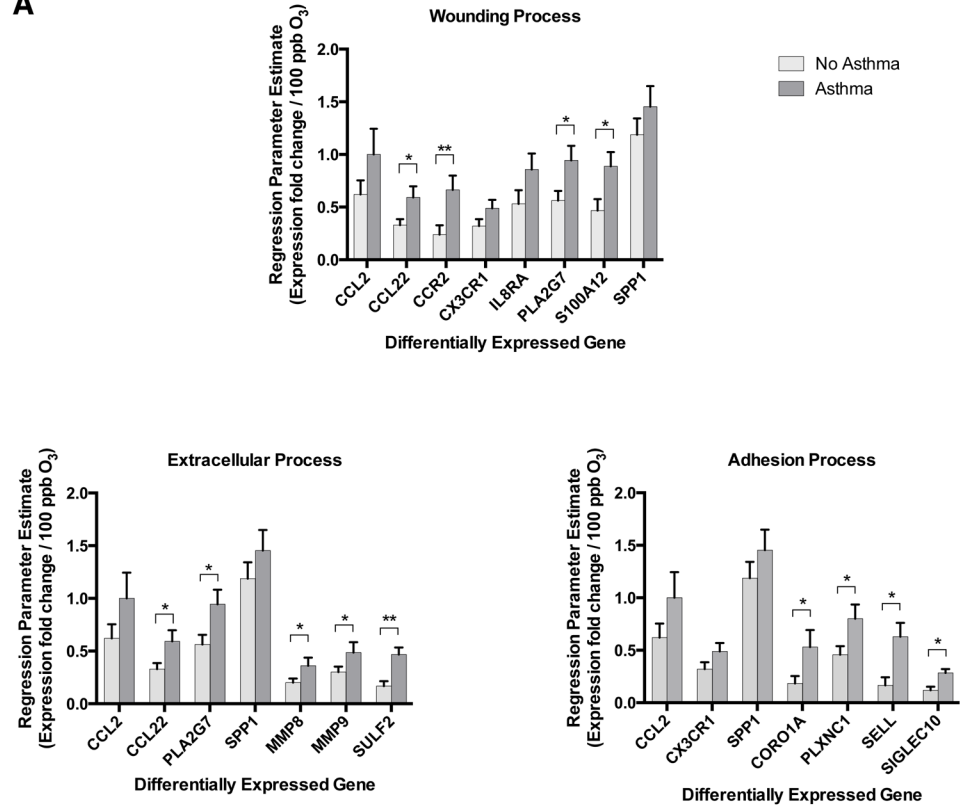 A
Wounding Process
Regression Parameter Estimate
(Expression fold change / 100 ppb O3)
2.0
1.5
1.0
0.5
0.0
*
**
*
*
CCL2
CCL22
CCR2
CX3CR1
IL8RA
PLA2G7
S100A12
SPP1
Differentially Expressed Gene
No Asthma
Asthma
Extracellular Process
Regression Parameter Estimate
(Expression fold change / 100 ppb O3)
2.0
1.5
1.0
0.5
0.0
*
*
*
*
**
CCL2
CCL22
PLA2G7
SPP1
MMP8
MMP9
SULF2
Differentially Expressed Gene
Adhesion Process
Regression Parameter Estimate
(Expression fold change / 100 ppb O3)
2.0
1.5
1.0
0.5
0.0
*
*
*
*
CCL2
CX3CR1
SPP1
CORO1A
PLXNC1
SELL
SIGLEC10
Differentially Expressed Gene